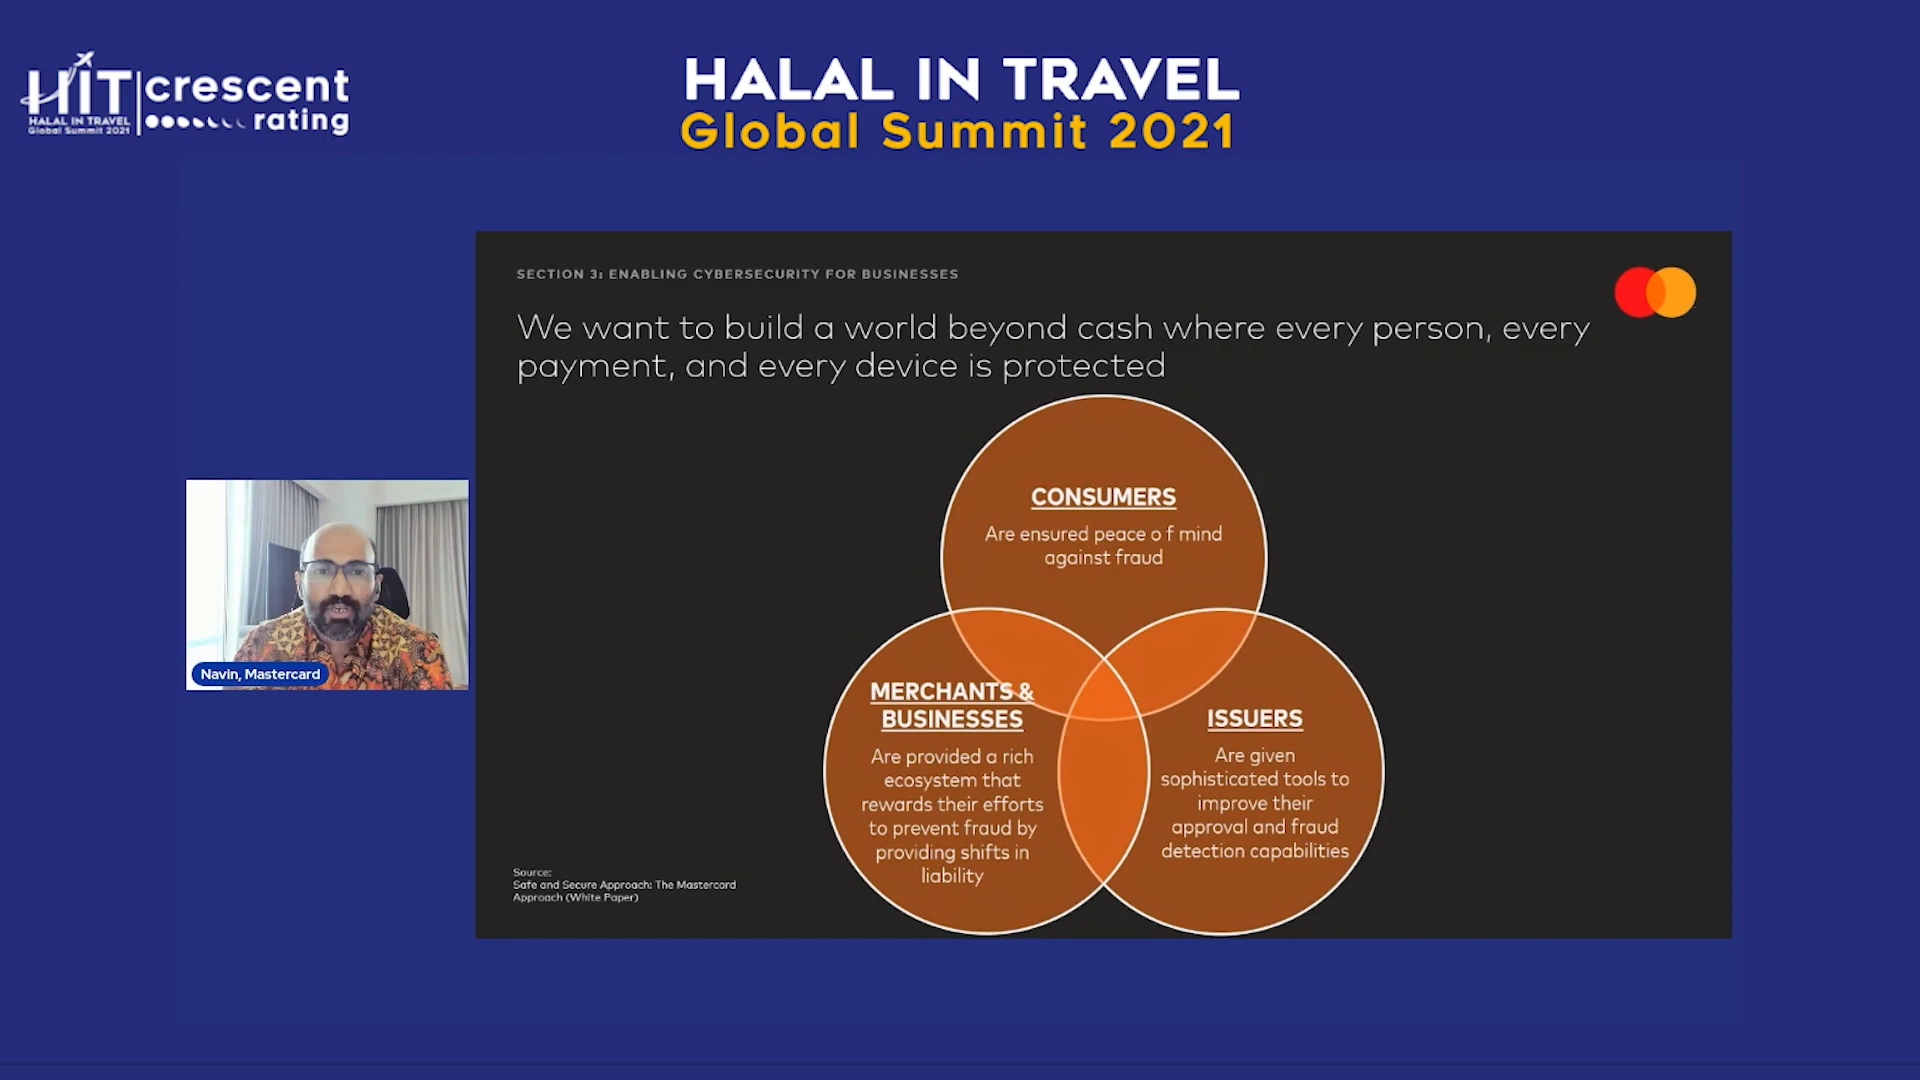 HIT
HALAL IN TRAVEL
Global Summit 2021
crescent
rating
HALAL IN TRAVEL
Global Summit 2021
SECTION 3: ENABLING CYBERSECURITY FOR BUSINESSES
We want to build a world beyond cash where every person, every
payment, and every device is protected
CONSUMERS
Are ensured peace o f mind
against fraud
MERCHANTS &
BUSINESSES
Are provided a rich
ecosystem that
rewards their efforts
to prevent fraud by
providing shifts in
liability
ISSUERS
Are given
sophisticated tools to
improve their
approval and fraud
detection capabilities
Source:
Safe and Secure Approach: The Mastercard
Approach (White Paper)
Navin, Mastercard